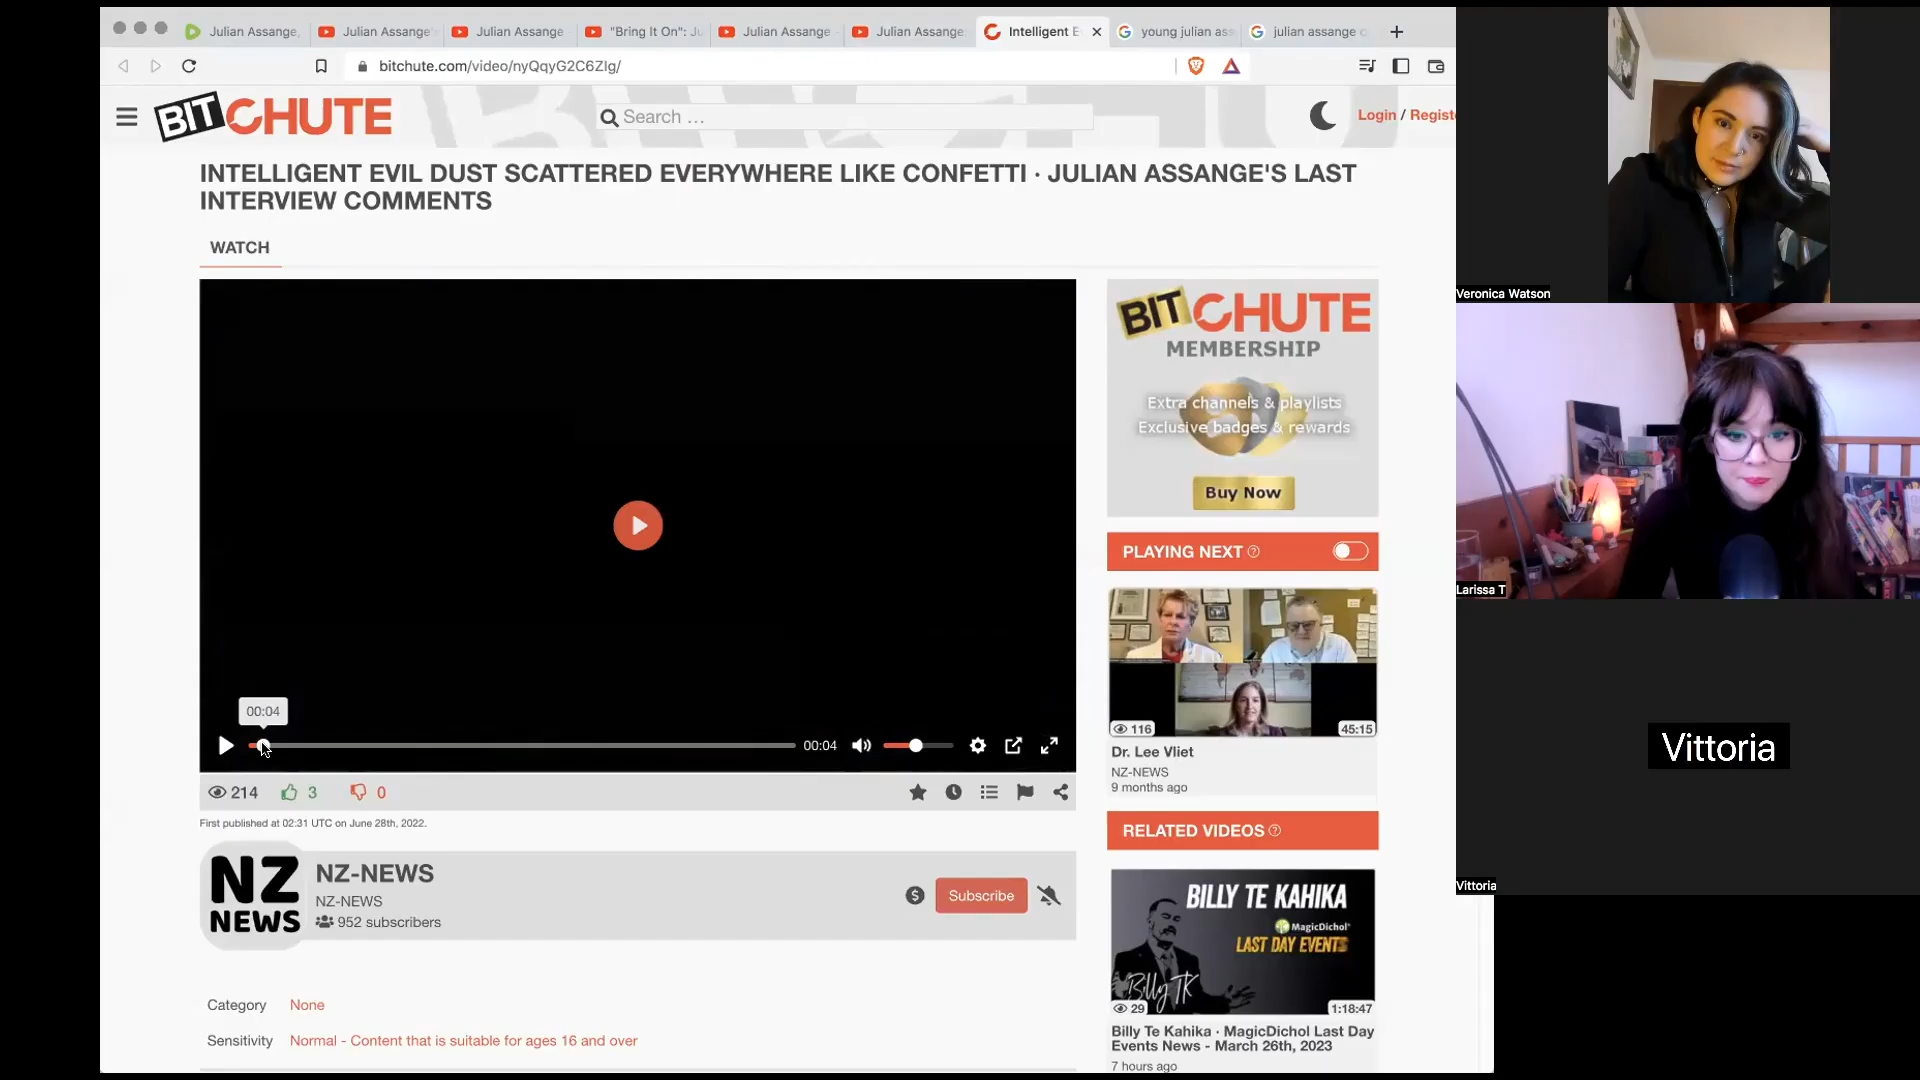 Julian Assange,
Julian Assange'
Julian Assange
"Bring It On": Ju
Julian Assange
Julian Assange
Intelligent E
young julian ass
julian assange
bitchute.com/video/nyQqyG2C6ZIg/
BITCHUTE
Search ...
Login / Registe
INTELLIGENT EVIL DUST SCATTERED EVERYWHERE LIKE CONFETTI · JULIAN ASSANGE'S LAST
INTERVIEW COMMENTS
WATCH
BITCHUTE
MEMBERSHIP
Extra channels & playlists
Exclusive badges & rewards
Buy Now
PLAYING NEXT
116
45:15
Dr. Lee Vliet
NZ-NEWS
9 months ago
00:04
00:04
214
3
0
First published at 02:31 UTC on June 28th, 2022.
RELATED VIDEOS
NZ
NEWS
NZ-NEWS
NZ-NEWS
952 subscribers
Subscribe
BILLY TE KAHIKA
MagicDichol
LAST DAY EVENTS
Billy TK
29
1:18:47
Billy Te Kahika · MagicDichol Last Day
Events News - March 26th, 2023
7 hours ago
Category None
Sensitivity Normal - Content that is suitable for ages 16 and over
Veronica Watson
Larissa T
Vittoria
Vittoria